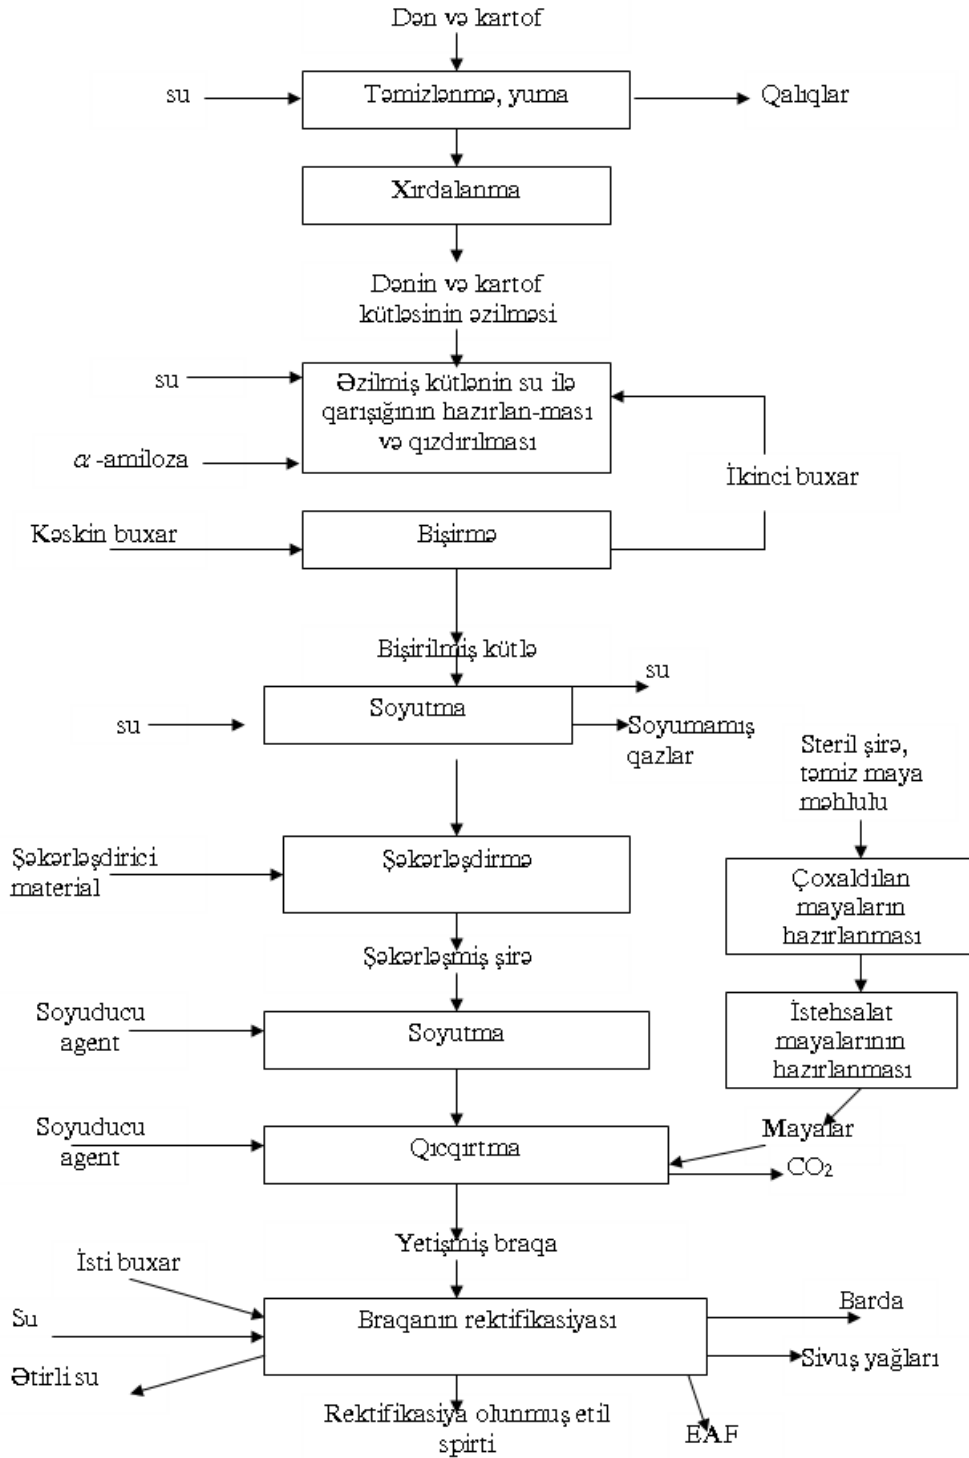 Dən və kartof
su
Təmizlənmə, yuma
Qalıqlar
Xırdalanma
Dənin və kartof
kütləsinin əzilməsi
su
Əzilmiş kütlənin su ilə
qarışığının hazırlan-ması
və qızdırılması
α -amiloza
İkinci buxar
Kəskin buxar
Bişirmə
Bişirilmiş kütlə
su
Soyutma
su
Soyumamış
qazlar
Steril şirə,
təmiz maya
məhlulu
Şəkərləşdirici
material
Şəkərləşdirmə
Çoxaldılan
mayaların
hazırlanması
Şəkərləşmiş şirə
Soyuducu
agent
Soyutma
İstehsalat
mayalarının
hazırlanması
Soyuducu
agent
Qıcqırtma
Mayalar
CO₂
Yetişmiş braqa
İsti buxar
Su
Braqanın rektifikasiyası
Barda
Sivuş yağları
Ətirli su
Rektifikasiya olunmuş etil
spirti
EAF